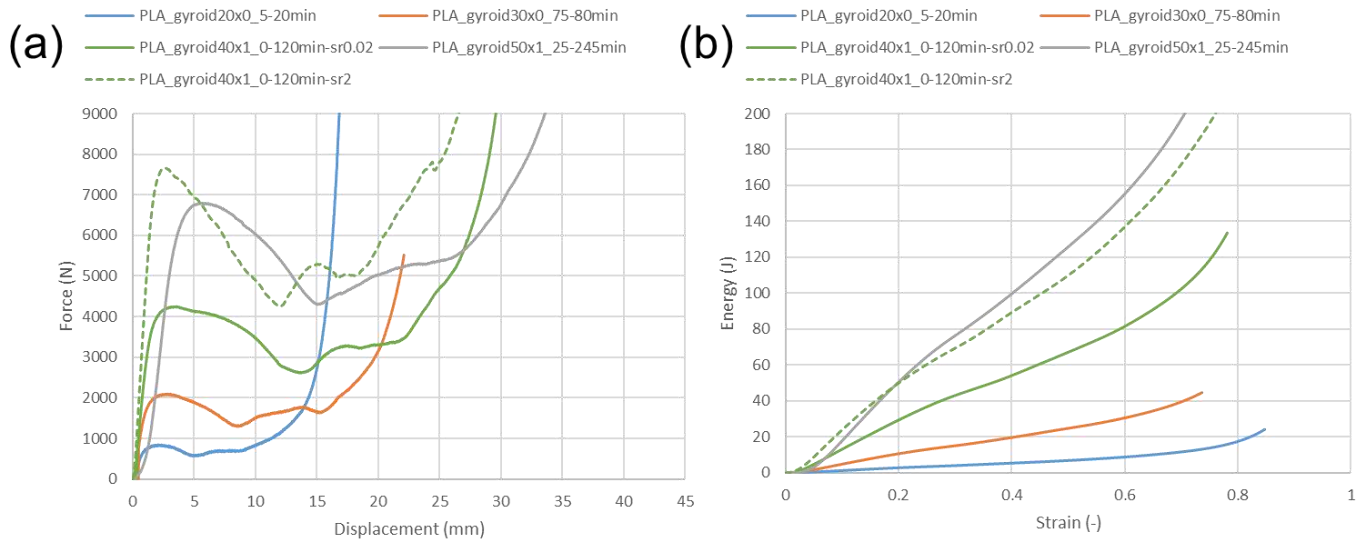 (a)
PLA_gyroid20x0_5-20min PLA_gyroid30x0_75-80min
PLA_gyroid40x1_0-120min-sr0.02 PLA_gyroid50x1_25-245min
PLA_gyroid40x1_0-120min-sr2
9000
8000
7000
6000
5000
4000
3000
2000
1000
0
Force (N)
0 5 10 15 20 25 30 35 40 45
Displacement (mm)
(b)
PLA_gyroid20x0_5-20min PLA_gyroid30x0_75-80min
PLA_gyroid40x1_0-120min-sr0.02 PLA_gyroid50x1_25-245min
PLA_gyroid40x1_0-120min-sr2
200
180
160
140
120
100
80
60
40
20
0
Energy (J)
0 0.2 0.4 0.6 0.8 1
Strain (-)